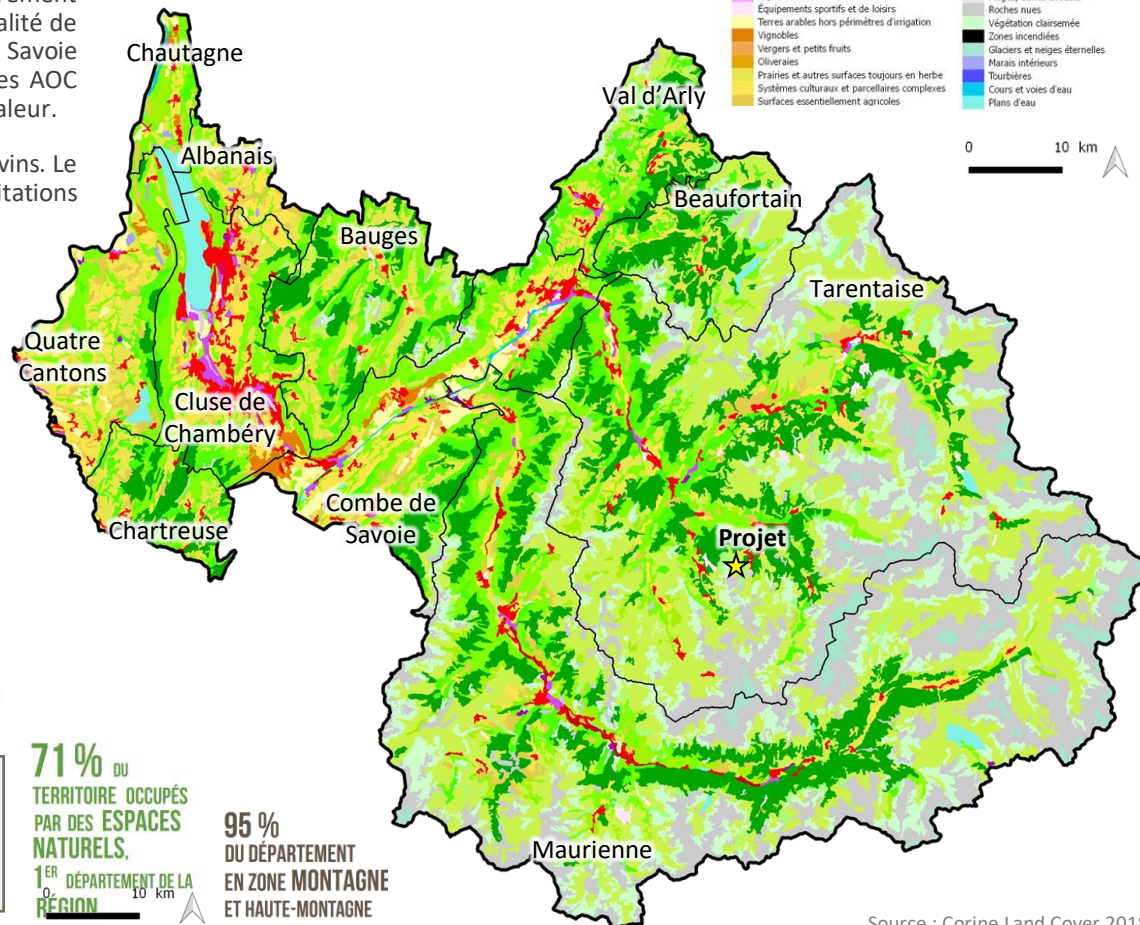 rement
alité de
Savoie
es AOC
aleur.
vins. Le
itations
Équipements sportifs et de loisirs
Terres arables hors périmètres d'irrigation
Vignobles
Vergers et petits fruits
Oliveraies
Prairies et autres surfaces toujours en herbe
Systèmes culturaux et parcellaires complexes
Surfaces essentiellement agricoles
Roches nues
Végétation clairsemée
Zones incendiées
Glaciers et neiges éternelles
Marais intérieurs
Tourbières
Cours et voies d'eau
Plans d'eau
0 10 km
Chautagne
Albanais
Bauges
Val d'Arly
Beaufortain
Tarentaise
Quatre
Cantons
Cluse de
Chambéry
Combe de
Savoie
Chartreuse
Projet
Maurienne
71 % DU
TERRITOIRE OCCUPÉS
PAR DES ESPACES
NATURELS,
1ER DÉPARTEMENT DE LA
RÉGION
0 10 km
95 %
DU DÉPARTEMENT
EN ZONE MONTAGNE
ET HAUTE-MONTAGNE
Source : Corine Land Cover 2018